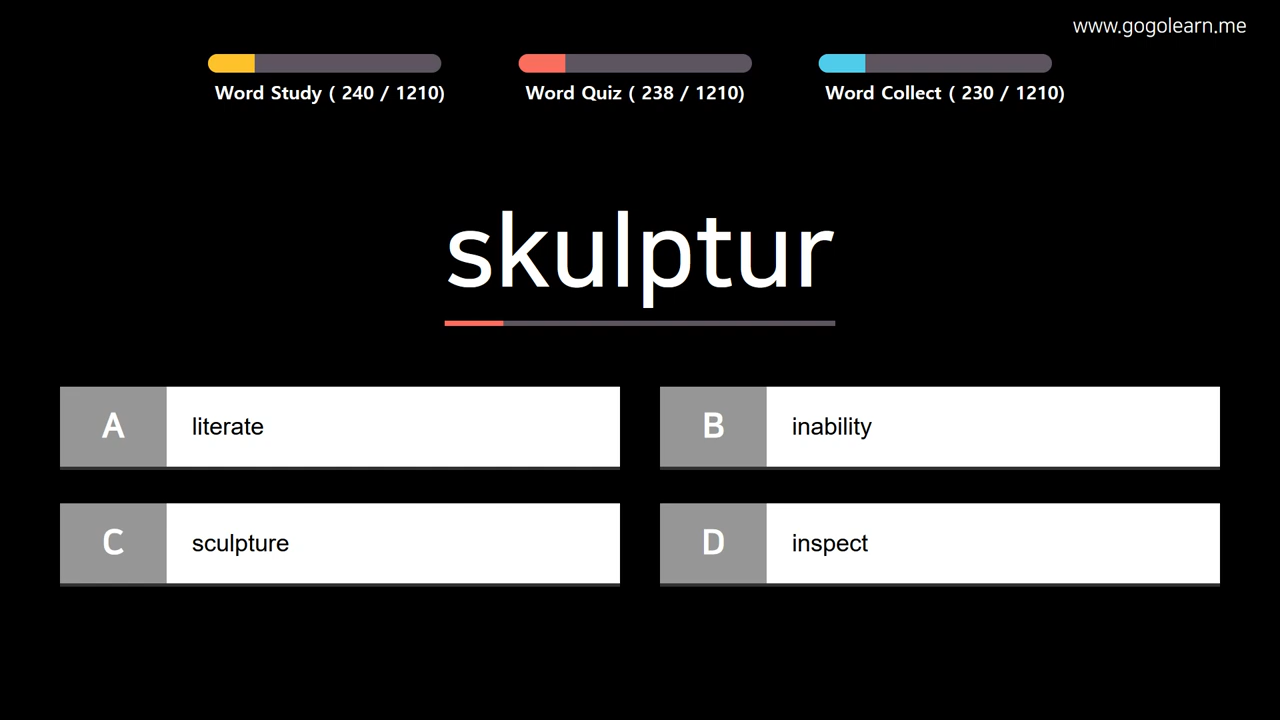 www.gogolearn.me
Word Study ( 240 / 1210)
Word Quiz ( 238 / 1210)
Word Collect ( 230 / 1210)
skulptur
A literate
B inability
C sculpture
D inspect